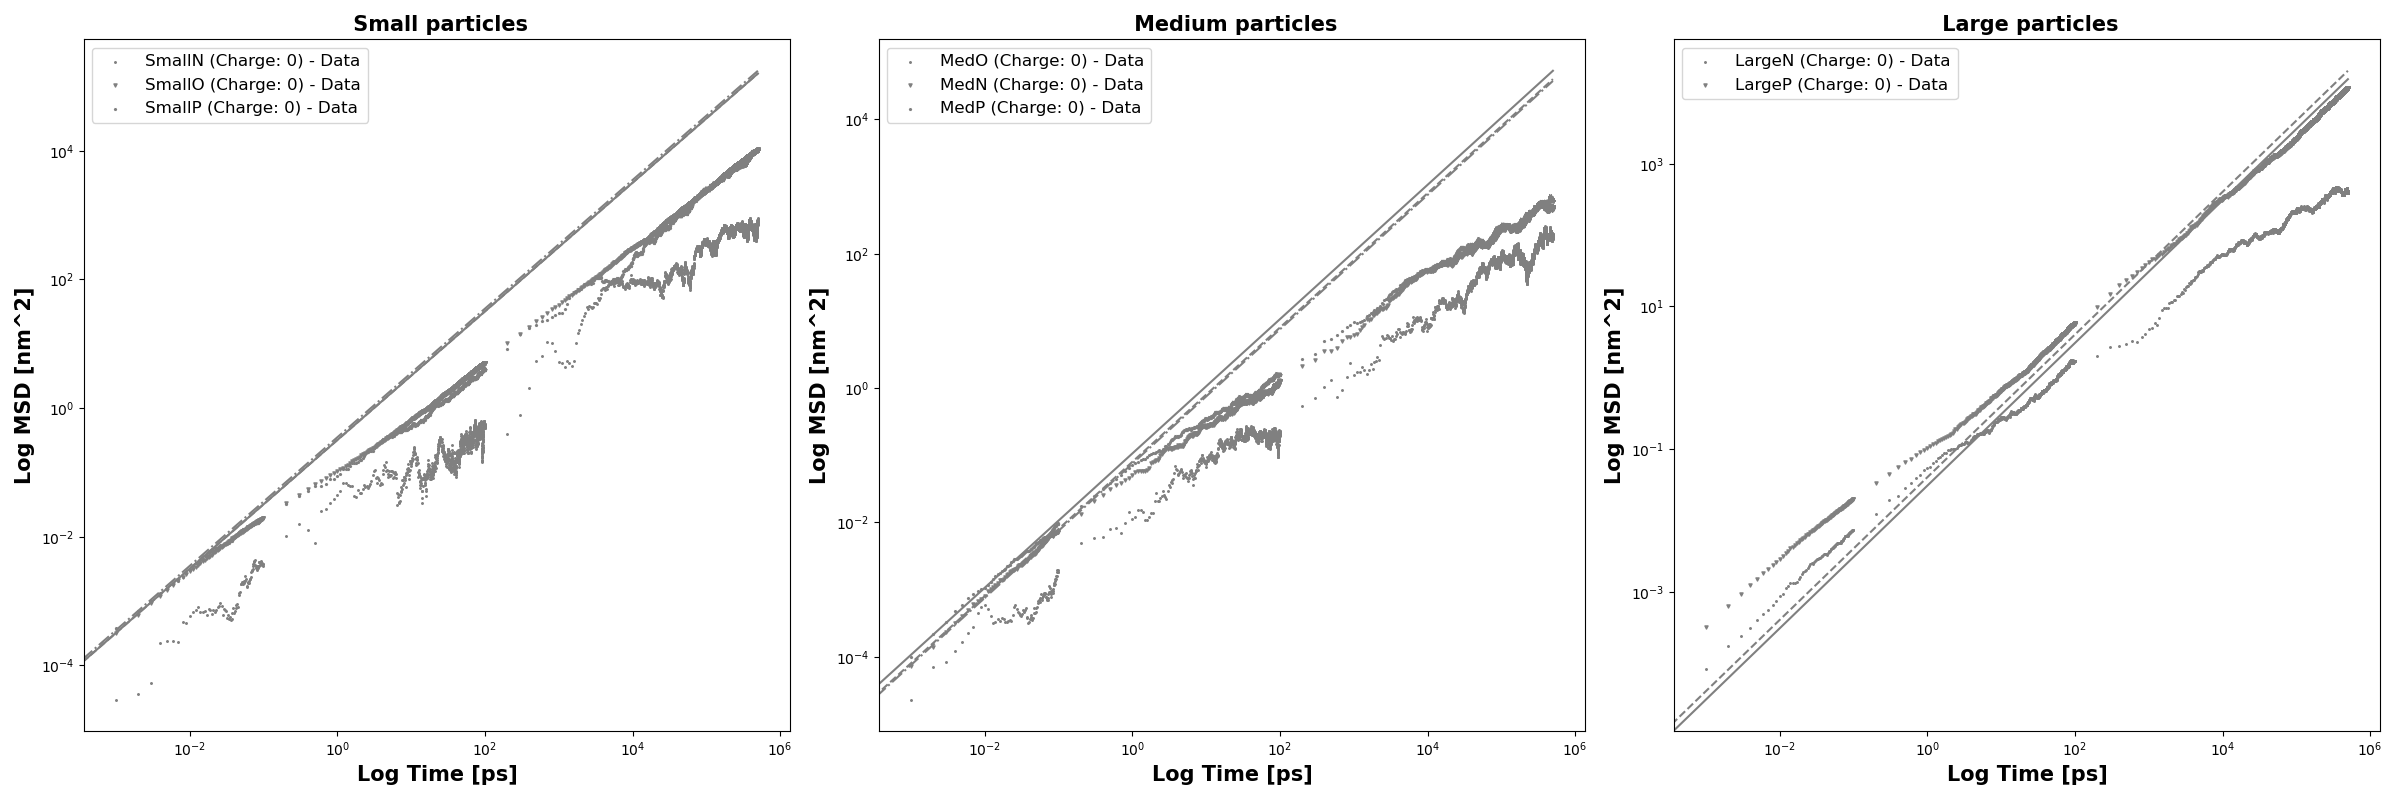 Small particles
SmallN (Charge: 0) - Data
SmallO (Charge: 0) - Data
SmallP (Charge: 0) - Data
10^4
10^2
10^0
10^-2
10^-4
Log MSD [nm^2]
10^-2 10^0 10^2 10^4 10^6
Log Time [ps]
Medium particles
MedO (Charge: 0) - Data
MedN (Charge: 0) - Data
MedP (Charge: 0) - Data
10^4
10^2
10^0
10^-2
10^-4
Log MSD [nm^2]
10^-2 10^0 10^2 10^4 10^6
Log Time [ps]
Large particles
LargeN (Charge: 0) - Data
LargeP (Charge: 0) - Data
10^3
10^1
10^-1
10^-3
Log MSD [nm^2]
10^-2 10^0 10^2 10^4 10^6
Log Time [ps]